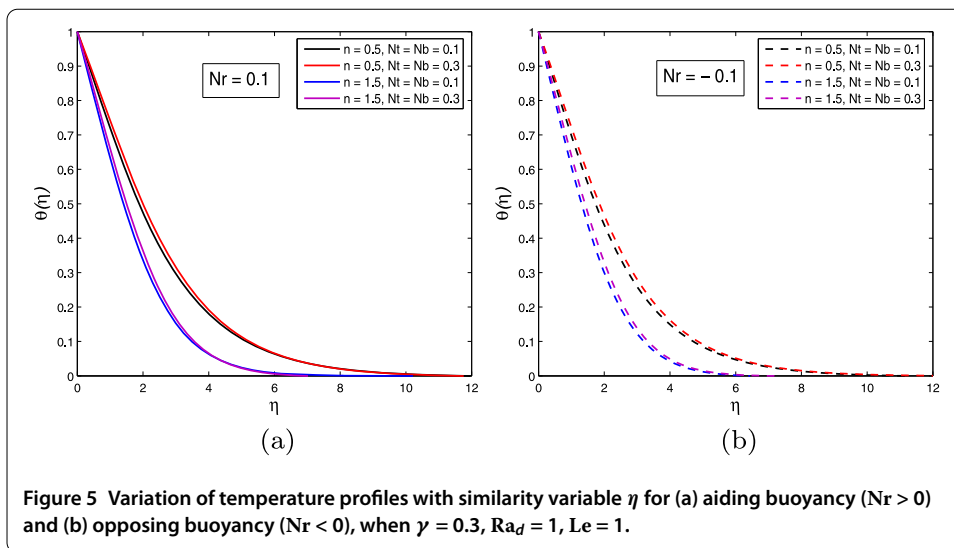 n = 0.5, Nt = Nb = 0.1
n = 0.5, Nt = Nb = 0.3
n = 1.5, Nt = Nb = 0.1
n = 1.5, Nt = Nb = 0.3
Nr = 0.1
1
0.9
0.8
0.7
0.6
0.5
0.4
0.3
0.2
0.1
0
θ(η)
0 2 4 6 8 10 12
η
(a)
n = 0.5, Nt = Nb = 0.1
n = 0.5, Nt = Nb = 0.3
n = 1.5, Nt = Nb = 0.1
n = 1.5, Nt = Nb = 0.3
Nr = − 0.1
1
0.9
0.8
0.7
0.6
0.5
0.4
0.3
0.2
0.1
0
θ(η)
0 2 4 6 8 10 12
η
(b)
Figure 5 Variation of temperature profiles with similarity variable η for (a) aiding buoyancy (Nr > 0)
and (b) opposing buoyancy (Nr < 0), when γ = 0.3, Ra_d = 1, Le = 1.